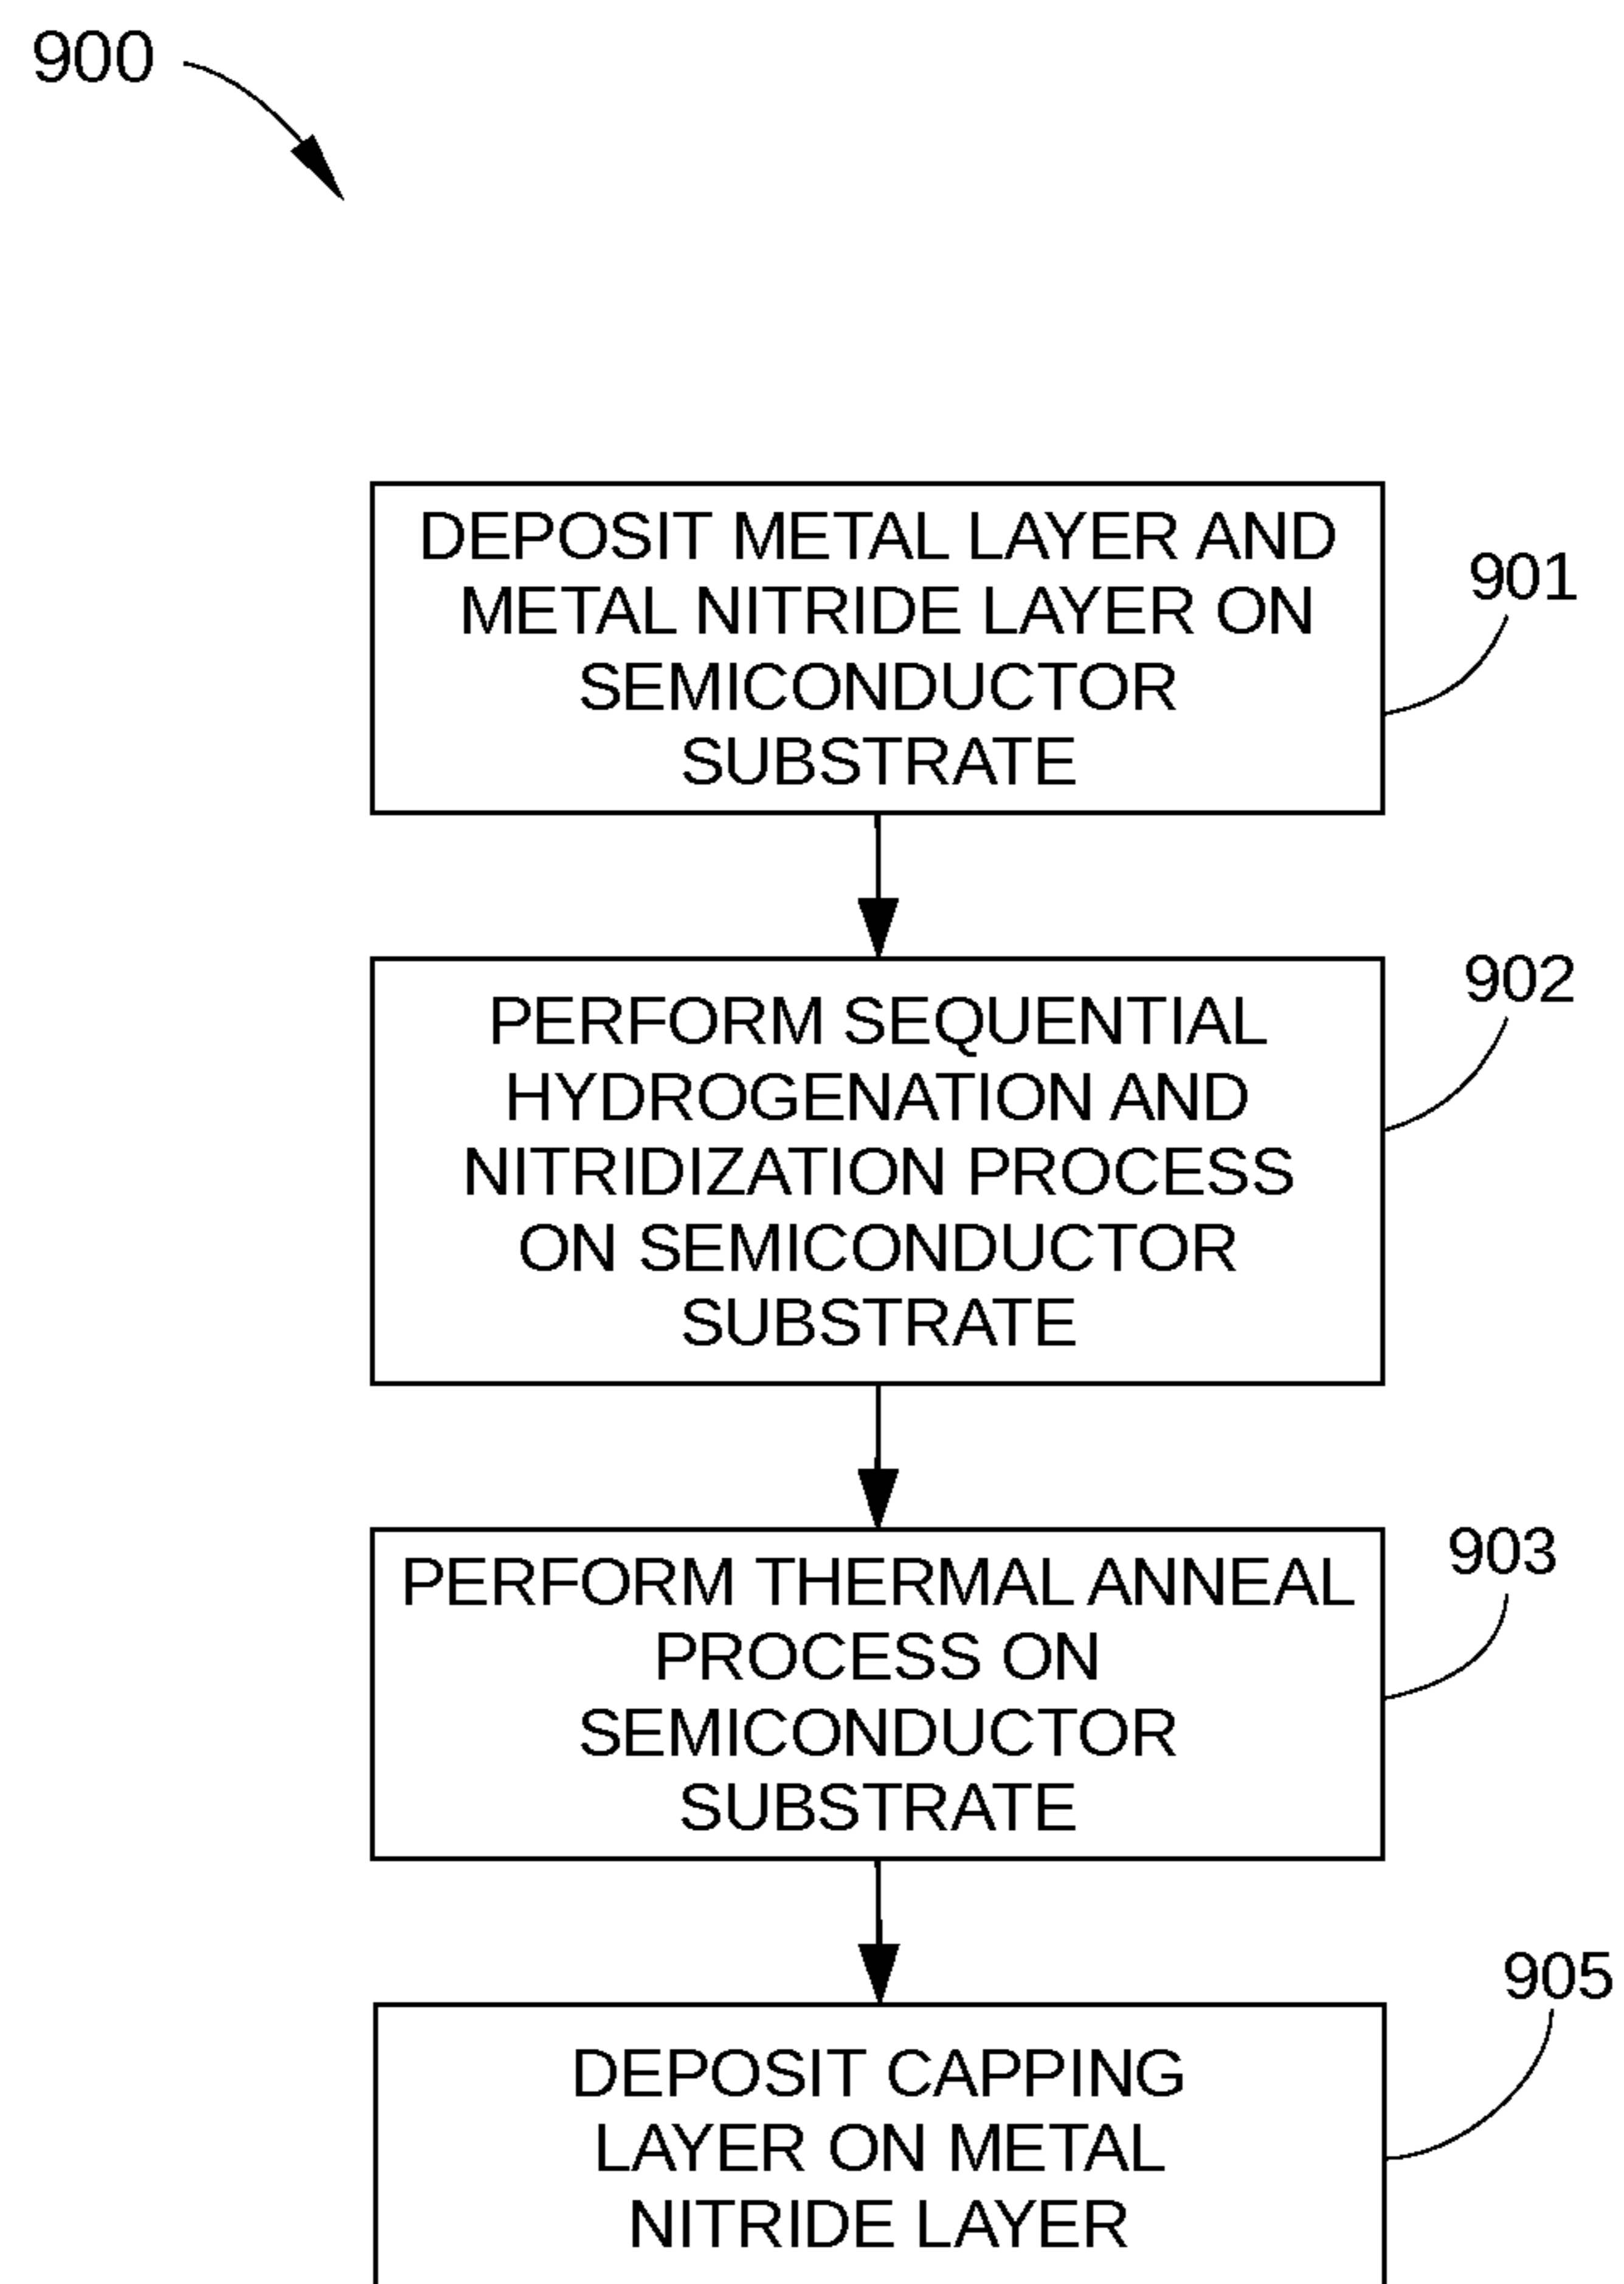 900
DEPOSIT METAL LAYER AND
METAL NITRIDE LAYER ON
SEMICONDUCTOR
SUBSTRATE
901
PERFORM SEQUENTIAL
HYDROGENATION AND
NITRIDIZATION PROCESS
ON SEMICONDUCTOR
SUBSTRATE
902
PERFORM THERMAL ANNEAL
PROCESS ON
SEMICONDUCTOR
SUBSTRATE
903
DEPOSIT CAPPING
LAYER ON METAL
NITRIDE LAYER
905